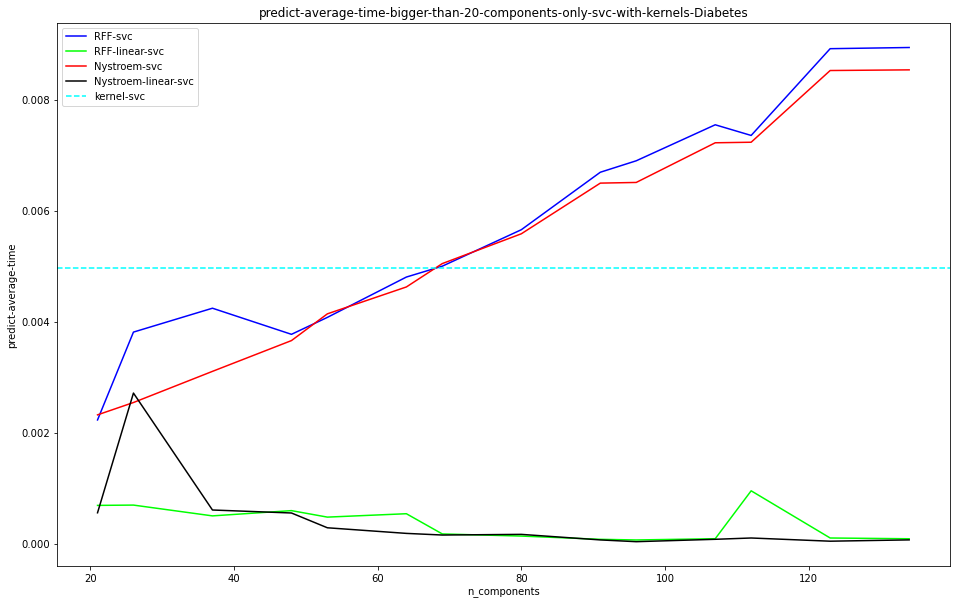 predict-average-time-bigger-than-20-components-only-svc-with-kernels-Diabetes
RFF-svc
RFF-linear-svc
Nystroem-svc
Nystroem-linear-svc
kernel-svc
0.008
0.006
0.004
0.002
0.000
predict-average-time
20 40 60 80 100 120
n_components